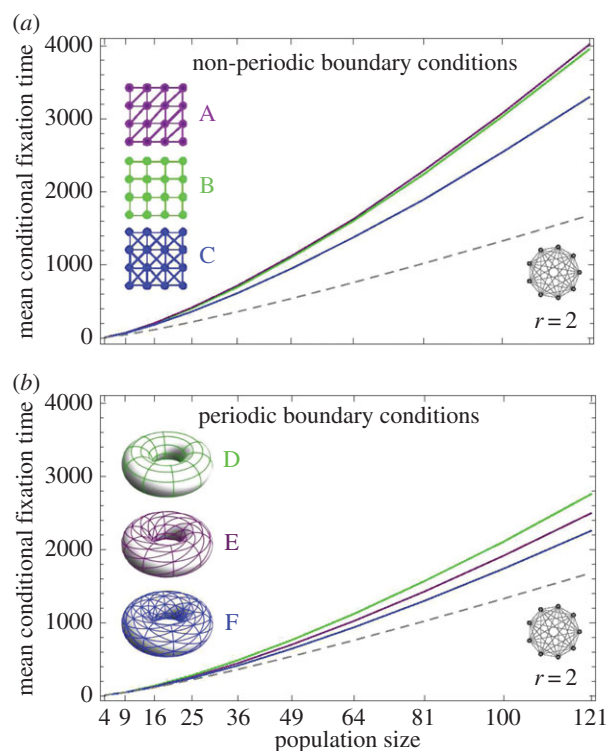 (a)
4000
3000
2000
1000
0
mean conditional fixation time
non-periodic boundary conditions
A
B
C
r = 2
(b)
4000
3000
2000
1000
0
mean conditional fixation time
periodic boundary conditions
D
E
F
r = 2
4 9 16 25 36 49 64 81 100 121
population size